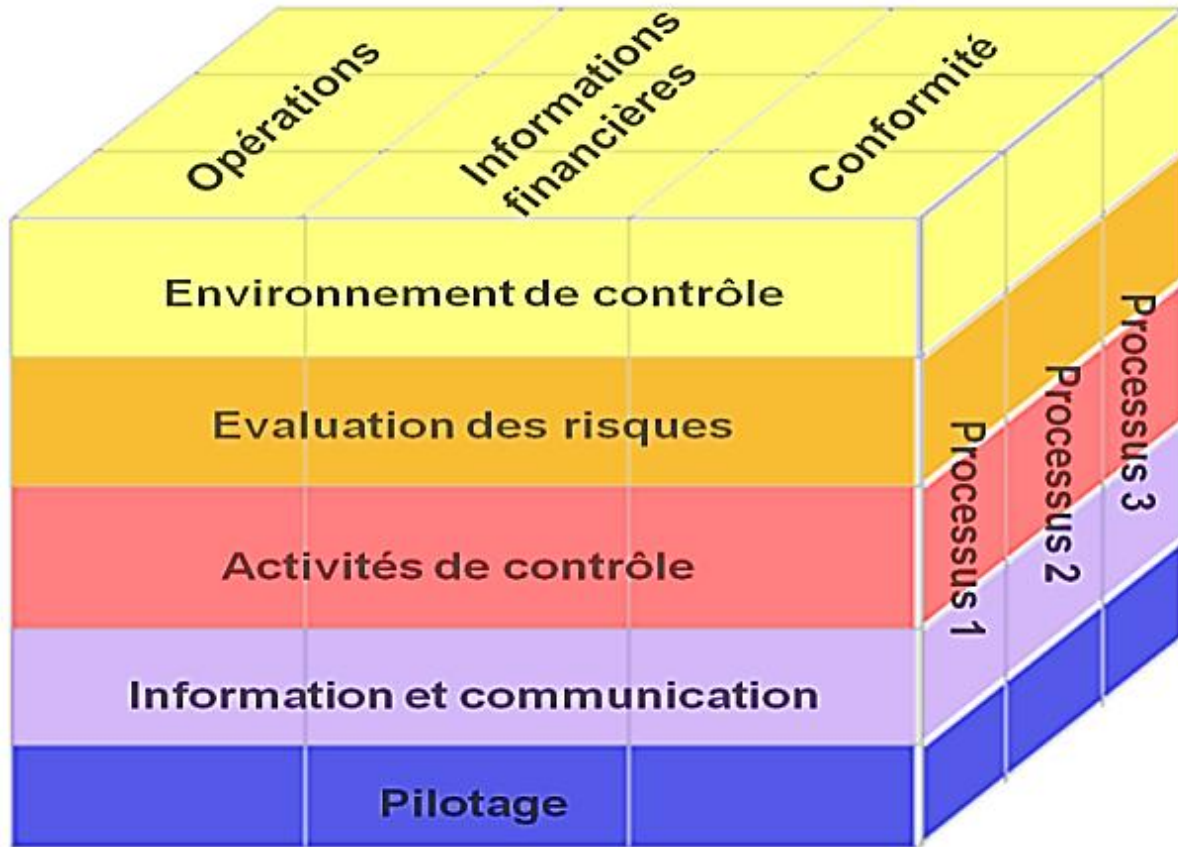 Opérations
Informations
financières
Conformité
Environnement de contrôle
Evaluation des risques
Activités de contrôle
Information et communication
Pilotage
Processus 1
Processus 2
Processus 3